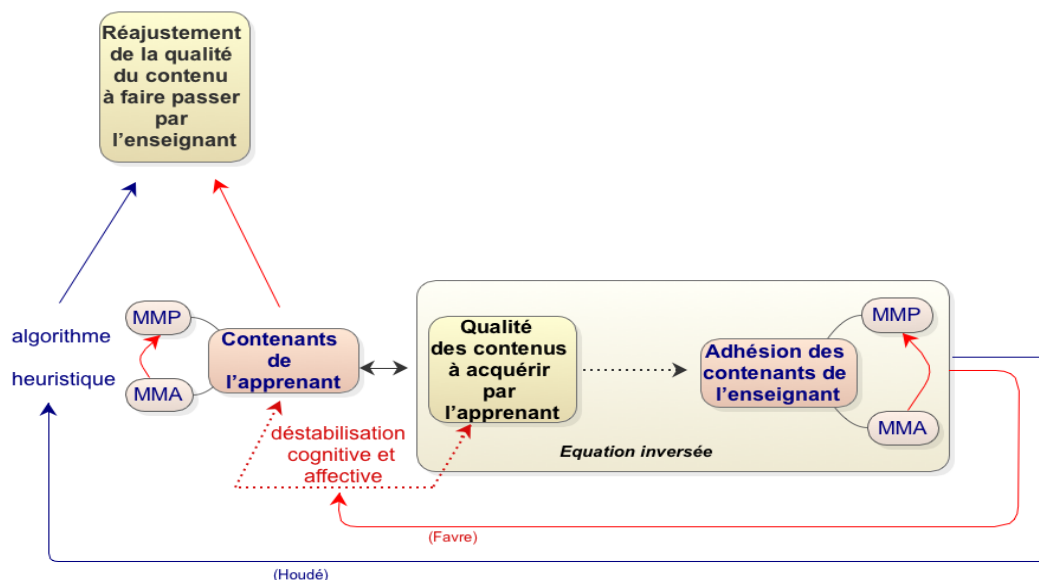 Réajustement
de la qualité
du contenu
à faire passer
par
l'enseignant
algorithme
heuristique
MMP
MMA
Contenants
de
l'apprenant
Qualité
des contenus
à acquérir
par
l'apprenant
Adhésion des
contenants de
l'enseignant
MMP
MMA
Equation inversée
déstabilisation
cognitive et
affective
(Favre)
(Houdé)